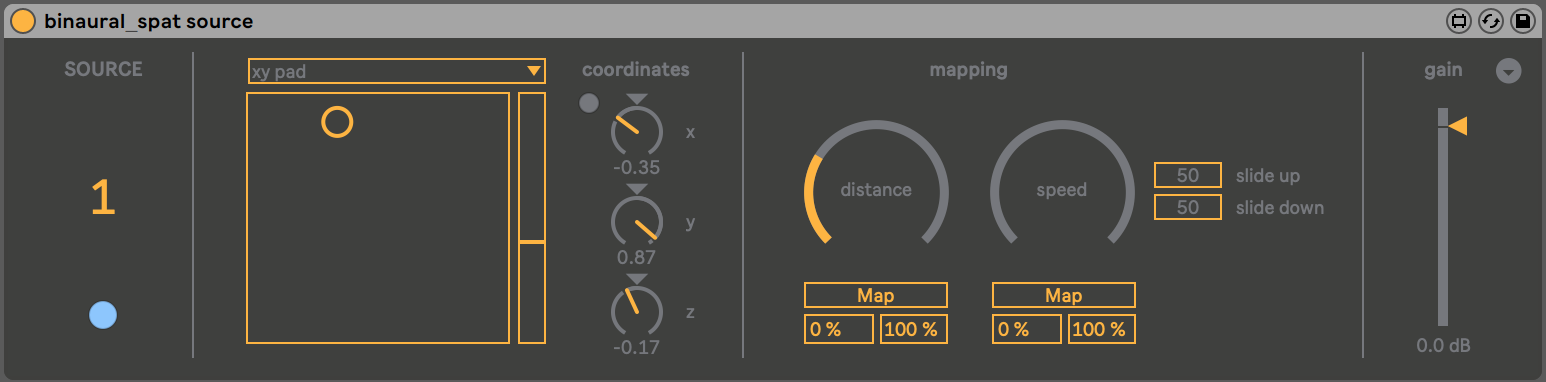 binaural_spat source
SOURCE
1
xy pad
coordinates
x
-0.35
y
0.87
z
-0.17
mapping
distance
speed
50 slide up
50 slide down
Map
0 % 100 %
Map
0 % 100 %
gain
0.0 dB